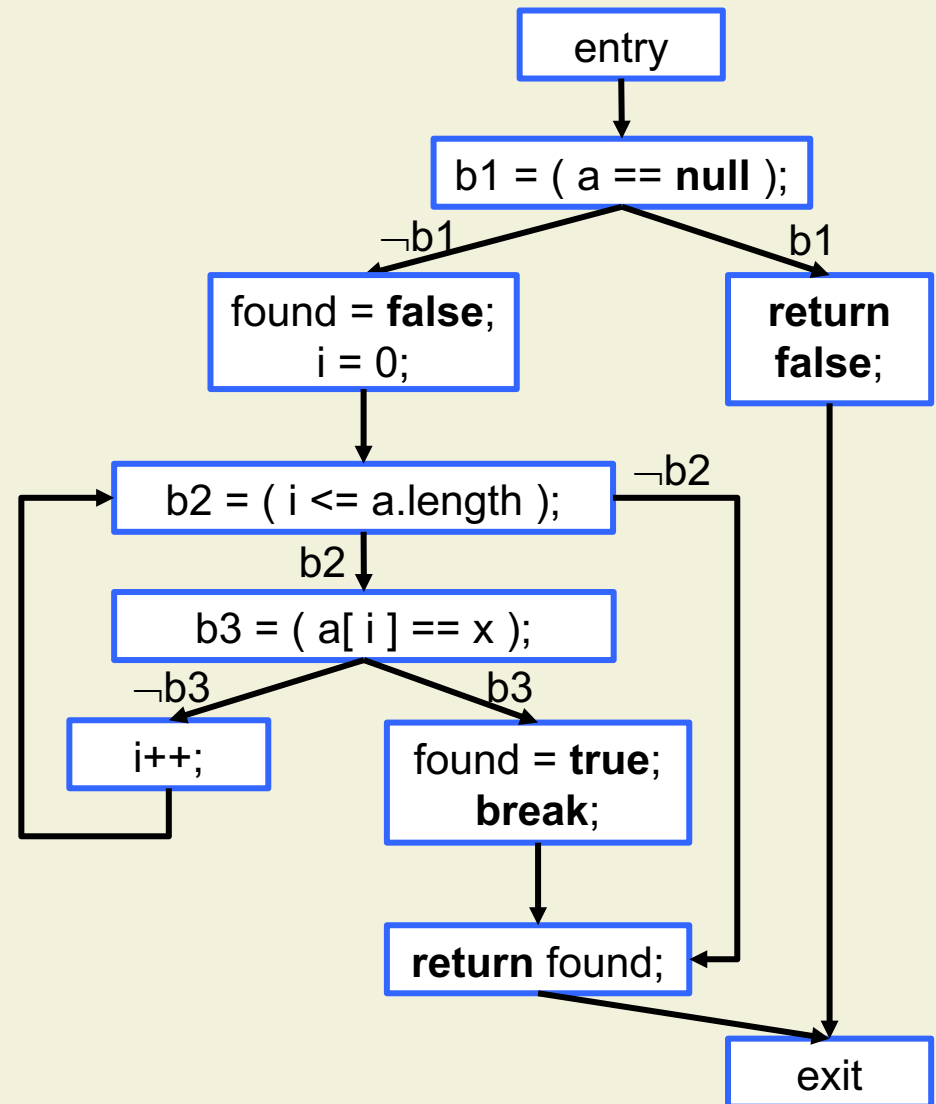 entry
b1 = ( a == null );
¬b1
b1
found = false;
i = 0;
return
false;
b2 = ( i <= a.length );
¬b2
b2
b3 = ( a[ i ] == x );
¬b3
b3
i++;
found = true;
break;
return found;
exit